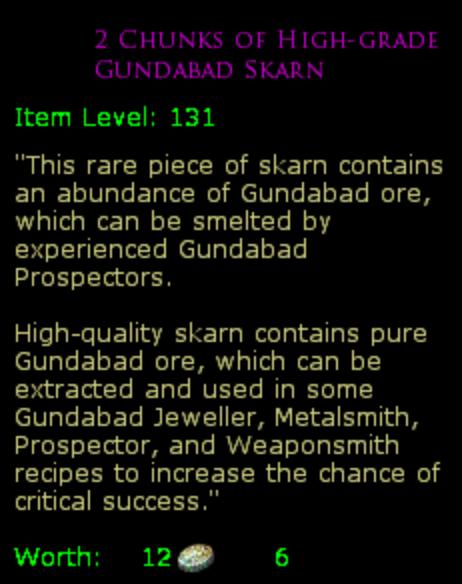 2 Chunks of High-grade
Gundabad Skarn
Item Level: 131
"This rare piece of skarn contains
an abundance of Gundabad ore,
which can be smelted by
experienced Gundabad
Prospectors.
High-quality skarn contains pure
Gundabad ore, which can be
extracted and used in some
Gundabad Jeweller, Metalsmith,
Prospector, and Weaponsmith
recipes to increase the chance of
critical success."
Worth: 12 6